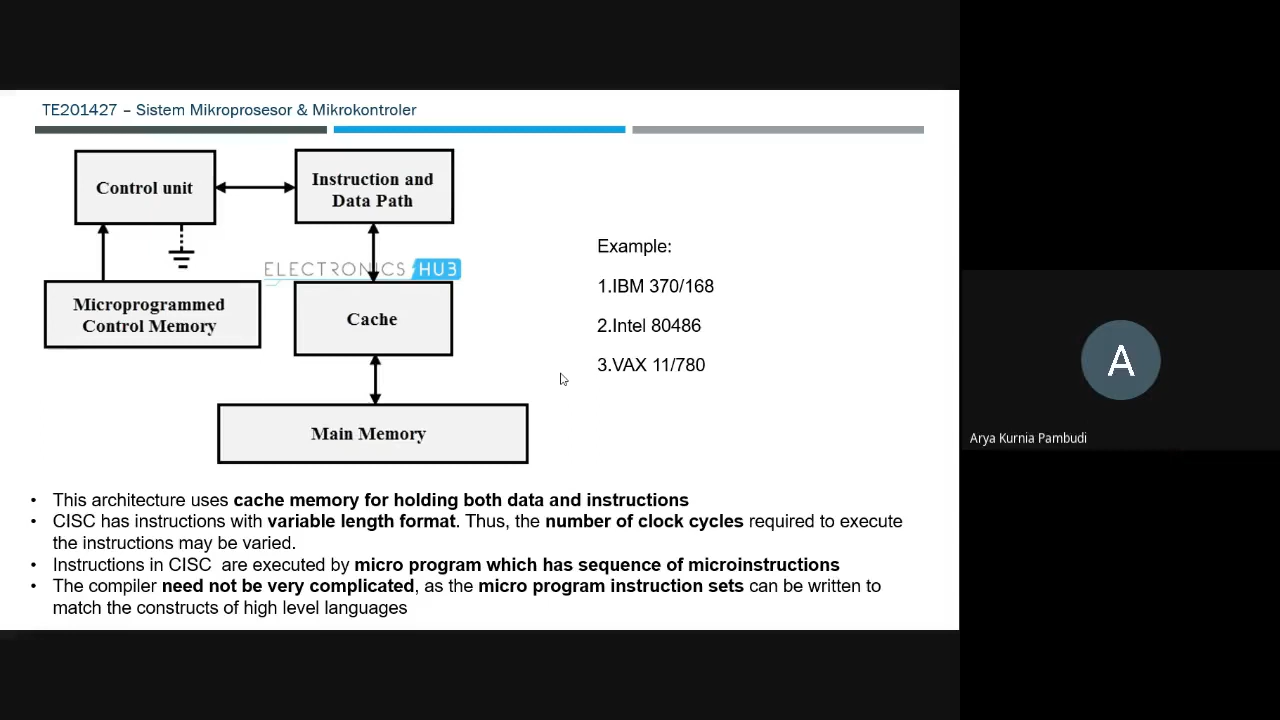 TE201427 – Sistem Mikroprosesor & Mikrokontroler
Control unit
Instruction and
Data Path
ELECTRONICS HUB
Microprogrammed
Control Memory
Cache
Main Memory
Example:
1.IBM 370/168
2.Intel 80486
3.VAX 11/780
• This architecture uses cache memory for holding both data and instructions
• CISC has instructions with variable length format. Thus, the number of clock cycles required to execute
the instructions may be varied.
• Instructions in CISC are executed by micro program which has sequence of microinstructions
• The compiler need not be very complicated, as the micro program instruction sets can be written to
match the constructs of high level languages
A
Arya Kurnia Pambudi